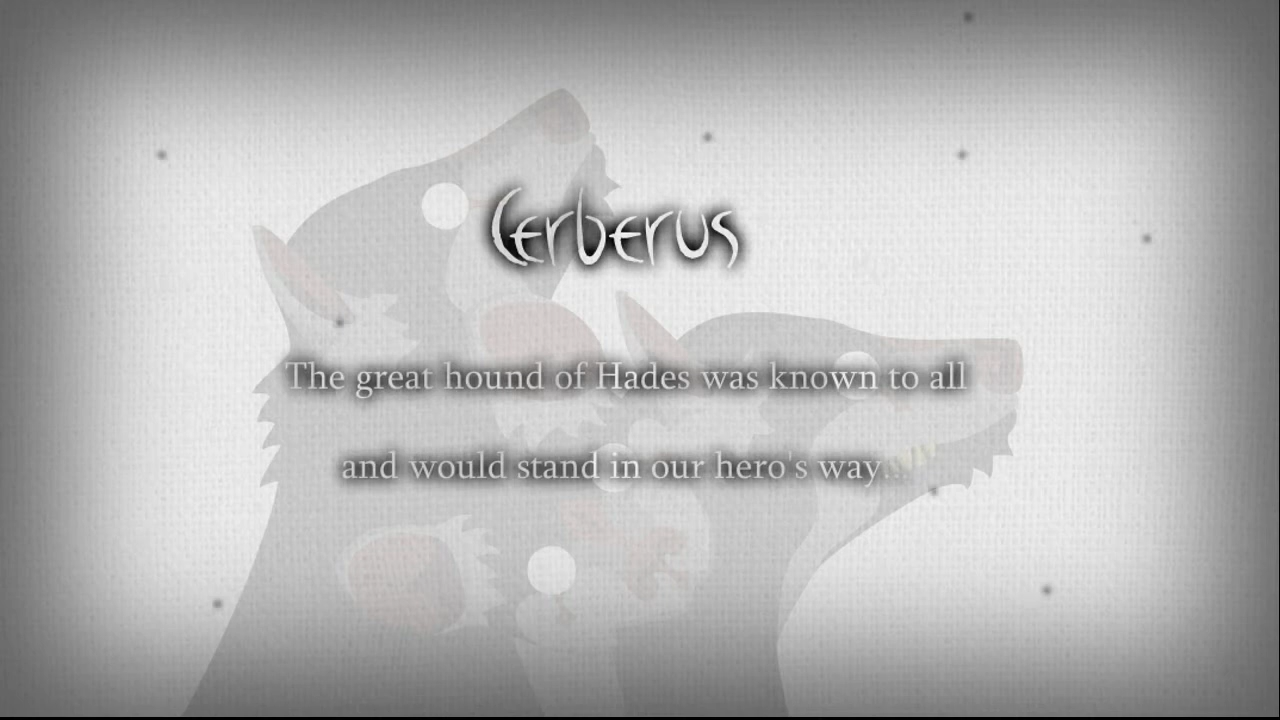 Cerberus
The great hound of Hades was known to all
and would stand in our hero's way...